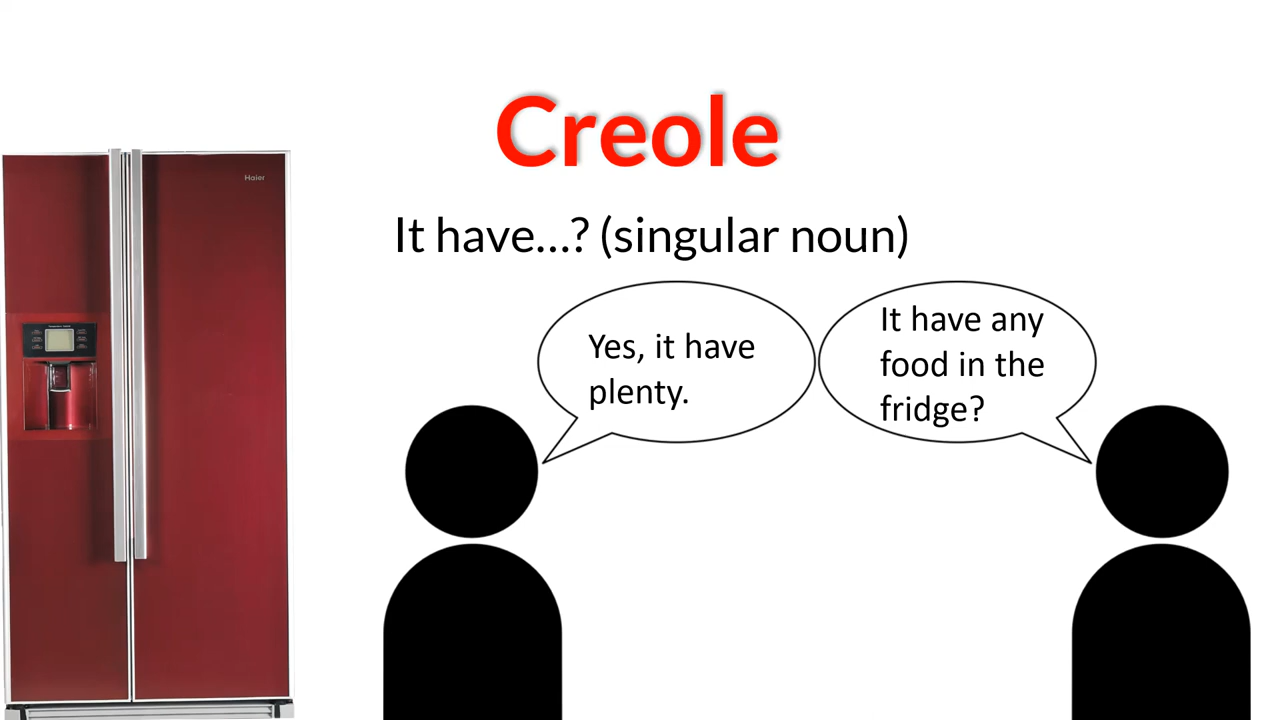 Creole
Haier
It have...? (singular noun)
Yes, it have
plenty.
It have any
food in the
fridge?